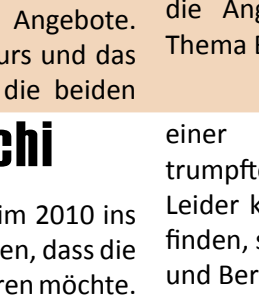 Angebote.
urs und das
die beiden
die Ang
Thema
chi
im 2010 ins
en, dass die
ren möchte.
einer
trumpfte
Leider k
finden, s
und Ber